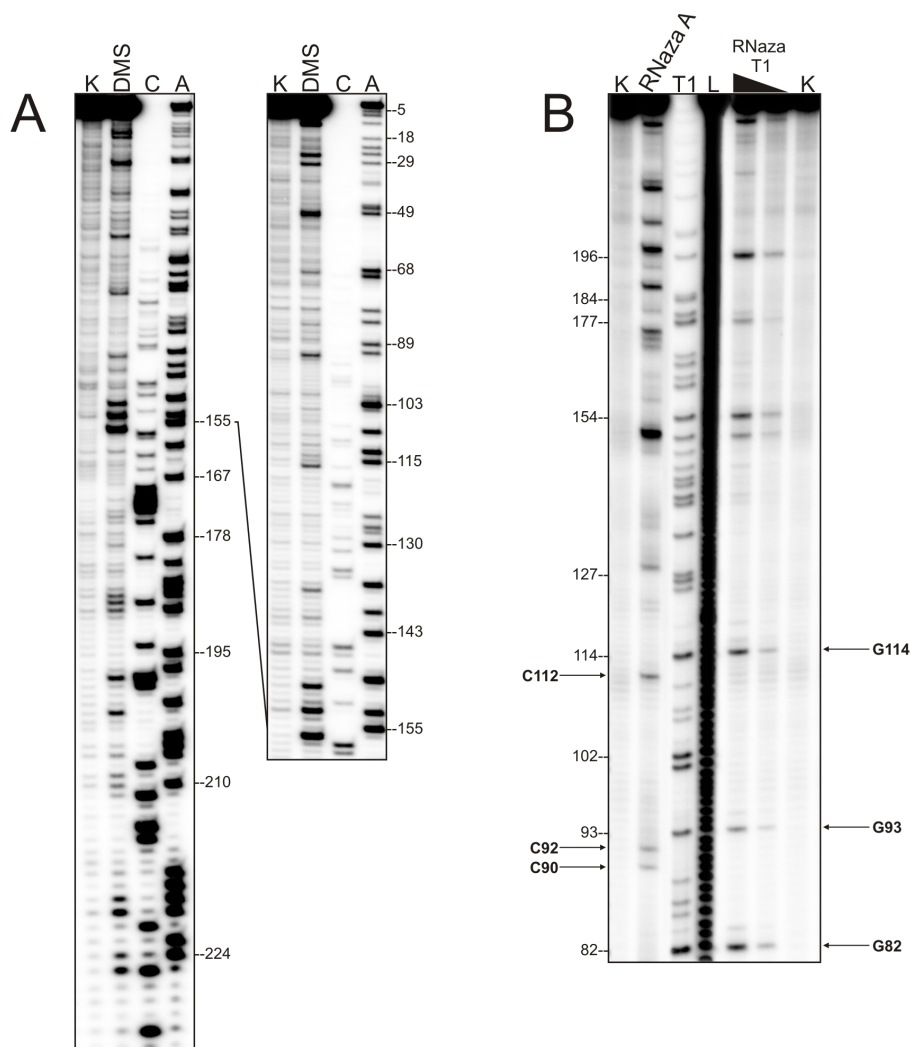 A
K DMS C A
--155
--167
--178
--195
--210
--224
K DMS C A
--5
--18
--29
--49
--68
--89
--103
--115
--130
--143
--155
B
K RNaza A T1 L RNaza T1 K
196--
184--
177--
154--
127--
114--
C112
102--
93--
C92
C90
82--
G114
G93
G82